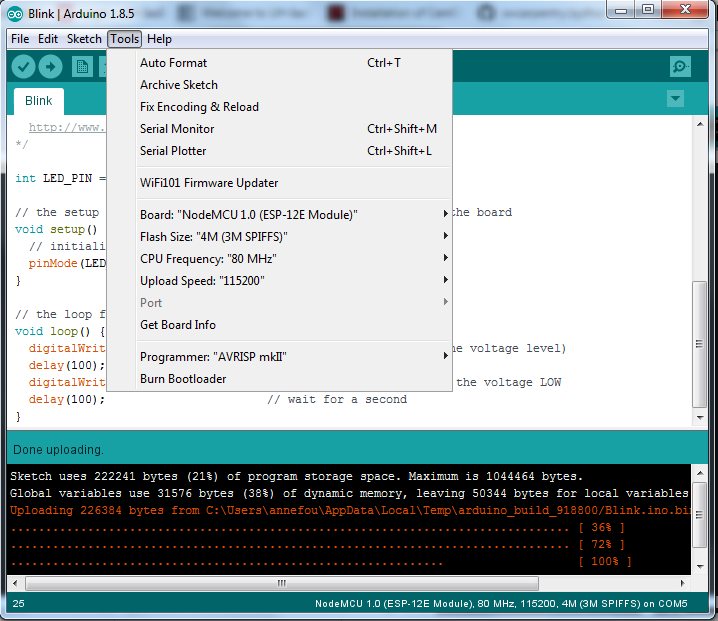 Blink | Arduino 1.8.5
File Edit Sketch Tools Help
Auto Format Ctrl+T
Archive Sketch
Fix Encoding & Reload
Serial Monitor Ctrl+Shift+M
Serial Plotter Ctrl+Shift+L
WiFi101 Firmware Updater
Board: "NodeMCU 1.0 (ESP-12E Module)"
Flash Size: "4M (3M SPIFFS)"
CPU Frequency: "80 MHz"
Upload Speed: "115200"
Port
Get Board Info
Programmer: "AVRISP mkII"
Burn Bootloader
Blink
http://www.
*/
int LED_PIN =
// the setup the board
void setup()
// initiali
pinMode(LED
}
// the loop f
void loop() {
digitalWrit he voltage level)
delay(100);
digitalWrit the voltage LOW
delay(100); // wait for a second
}
Done uploading.
Sketch uses 222241 bytes (21%) of program storage space. Maximum is 1044464 bytes.
Global variables use 31576 bytes (38%) of dynamic memory, leaving 50344 bytes for local variables
Uploading 226384 bytes from C:\Users\annefou\AppData\Local\Temp\arduino_build_918800/Blink.ino.bin
................................................................................ [ 36% ]
................................................................................ [ 72% ]
.............................................................. [ 100% ]
25 NodeMCU 1.0 (ESP-12E Module), 80 MHz, 115200, 4M (3M SPIFFS) on COM5